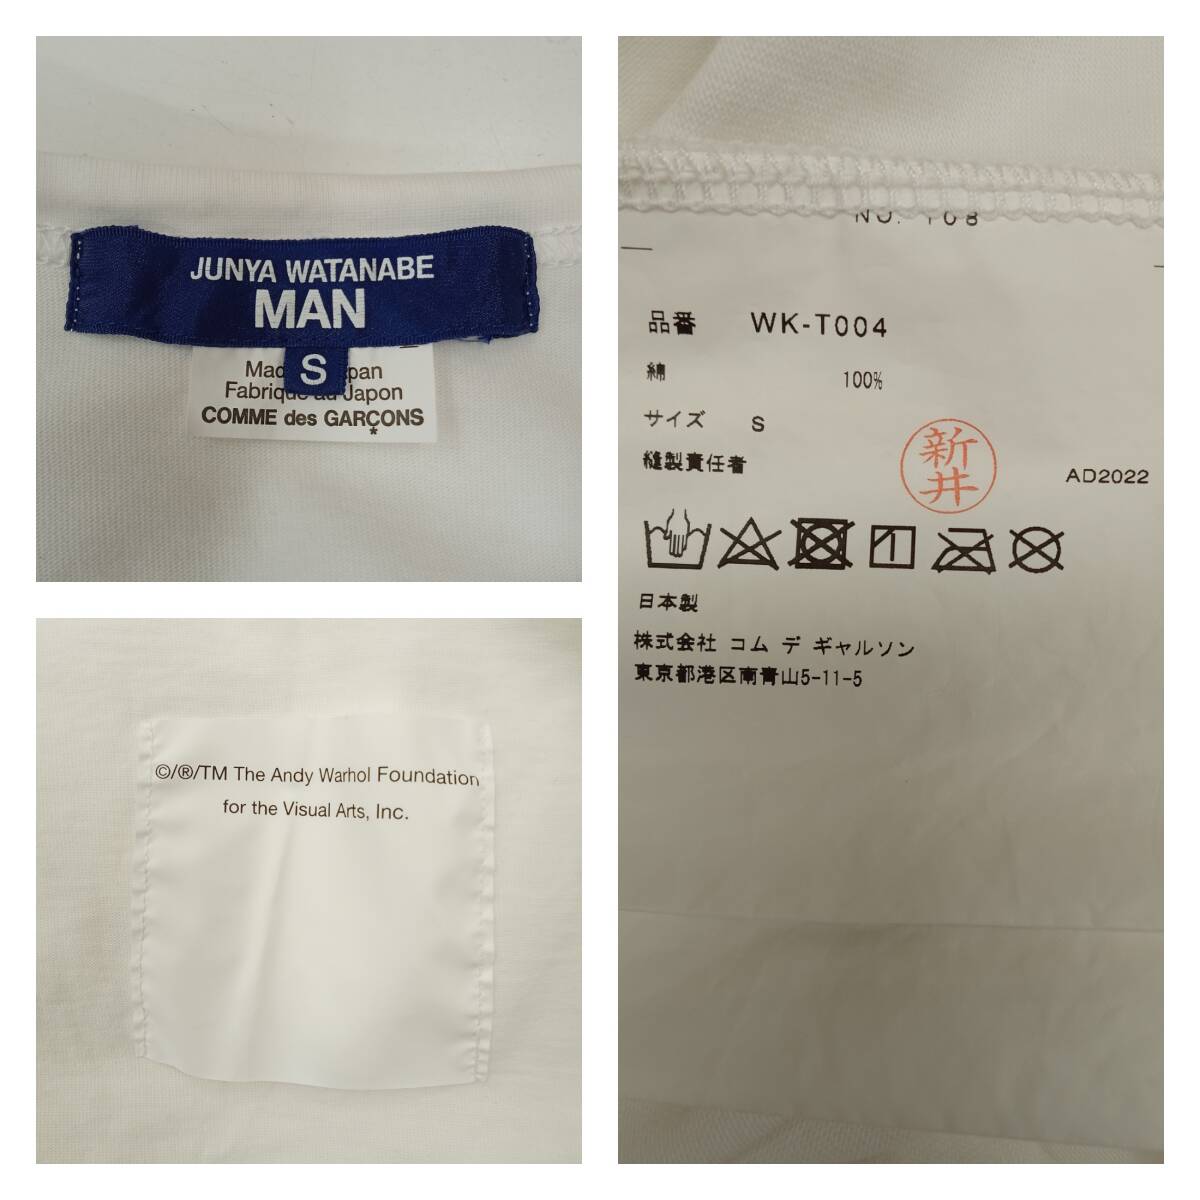 JUNYA WATANABE
MAN
S
Fabrique au Japon
COMME des GARÇONS
*
©/®/TM The Andy Warhol Foundation
for the Visual Arts, Inc.
品番 WK-T004
綿 100%
サイズ S
縫製責任者 新井 AD2022
日本製
株式会社 コム デ ギャルソン
東京都港区南青山5-11-5